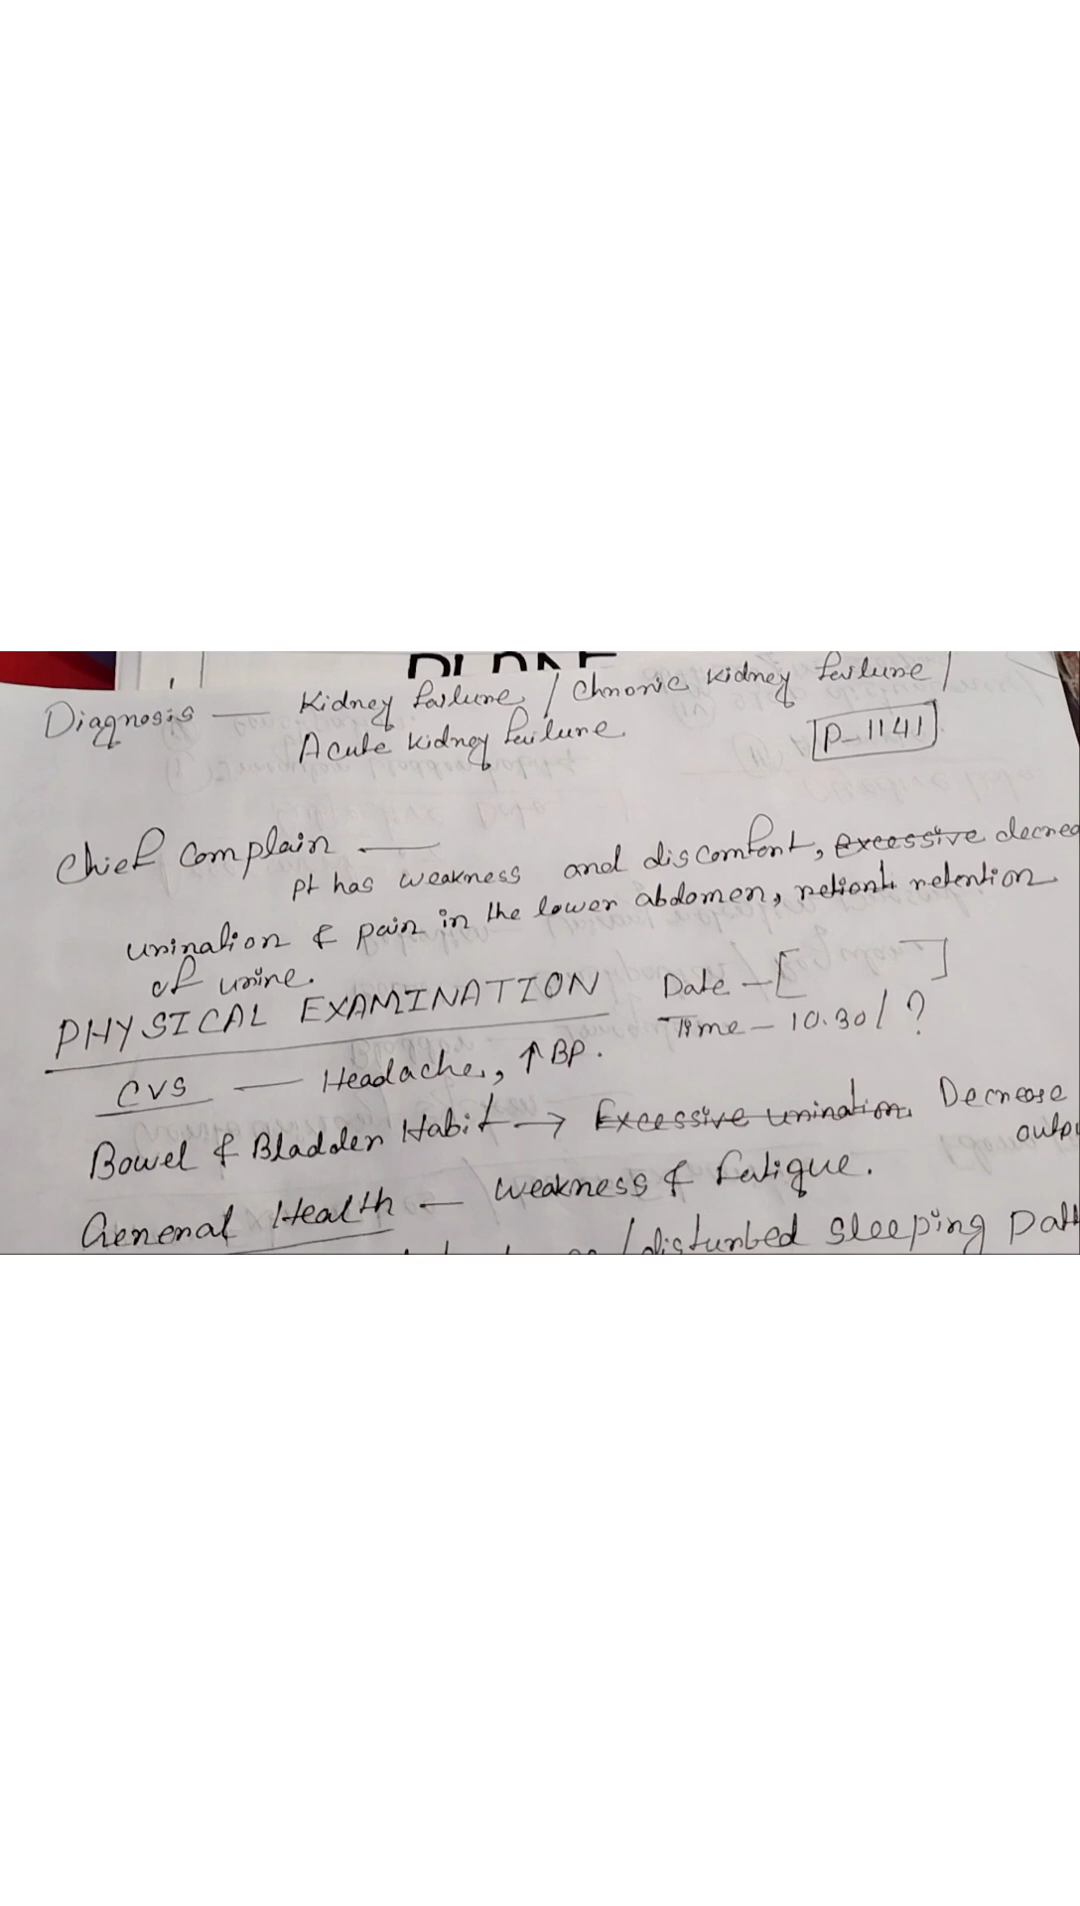 Diagnosis — Kidney failure / Chronic kidney failure /
Acute kidney failure
P-1141
Chief Complain —
pt has weakness and discomfort, excessive decrea
urination & pain in the lower abdomen, retention
of urine.
PHYSICAL EXAMINATION Date — [ ]
Time — 10.30/ ?
CVS — Headache, ↑ BP.
Bowel & Bladder Habit → Excessive urination. Decrease
outpu
General Health — weakness & fatigue.
/disturbed sleeping patt